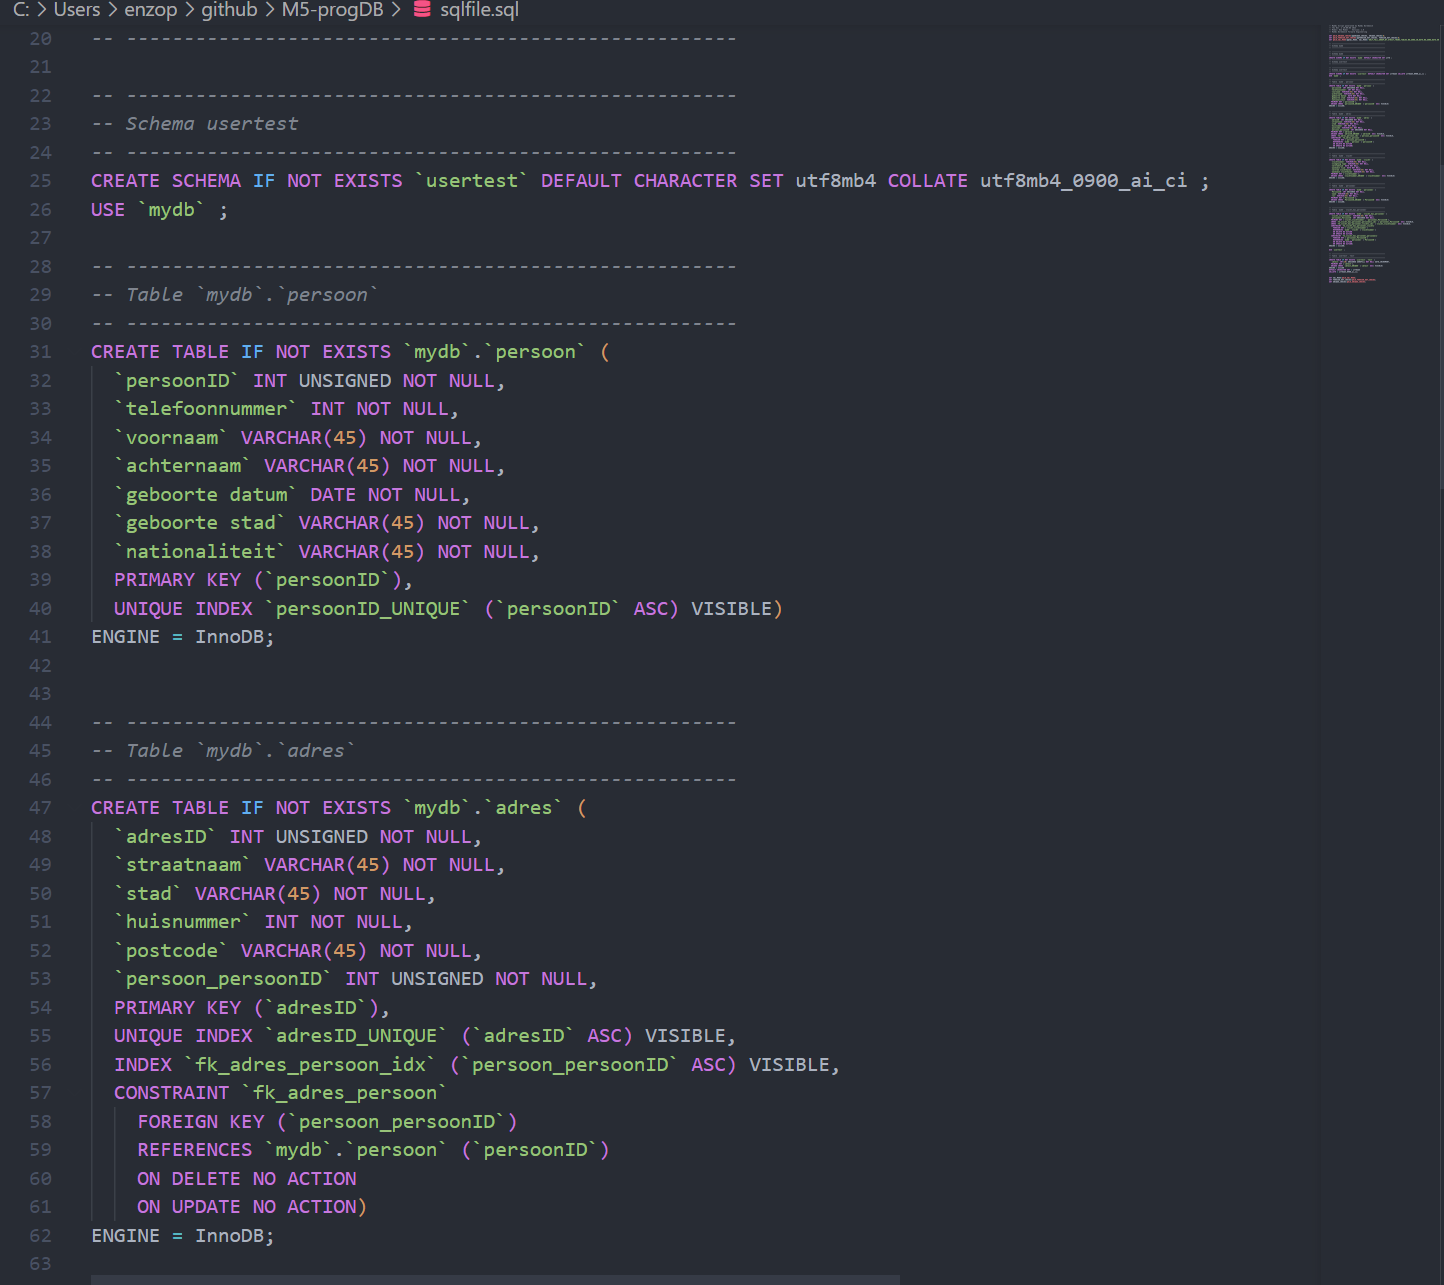 C: > Users > enzop > github > M5-progDB > sqlfile.sql
20 -- -----------------------------------------------------
21
22 -- -----------------------------------------------------
23 -- Schema usertest
24 -- -----------------------------------------------------
25 CREATE SCHEMA IF NOT EXISTS `usertest` DEFAULT CHARACTER SET utf8mb4 COLLATE utf8mb4_0900_ai_ci ;
26 USE `mydb` ;
27
28 -- -----------------------------------------------------
29 -- Table `mydb`.`persoon`
30 -- -----------------------------------------------------
31 CREATE TABLE IF NOT EXISTS `mydb`.`persoon` (
32   `persoonID` INT UNSIGNED NOT NULL,
33   `telefoonnummer` INT NOT NULL,
34   `voornaam` VARCHAR(45) NOT NULL,
35   `achternaam` VARCHAR(45) NOT NULL,
36   `geboorte datum` DATE NOT NULL,
37   `geboorte stad` VARCHAR(45) NOT NULL,
38   `nationaliteit` VARCHAR(45) NOT NULL,
39   PRIMARY KEY (`persoonID`),
40   UNIQUE INDEX `persoonID_UNIQUE` (`persoonID` ASC) VISIBLE)
41 ENGINE = InnoDB;
42
43
44 -- -----------------------------------------------------
45 -- Table `mydb`.`adres`
46 -- -----------------------------------------------------
47 CREATE TABLE IF NOT EXISTS `mydb`.`adres` (
48   `adresID` INT UNSIGNED NOT NULL,
49   `straatnaam` VARCHAR(45) NOT NULL,
50   `stad` VARCHAR(45) NOT NULL,
51   `huisnummer` INT NOT NULL,
52   `postcode` VARCHAR(45) NOT NULL,
53   `persoon_persoonID` INT UNSIGNED NOT NULL,
54   PRIMARY KEY (`adresID`),
55   UNIQUE INDEX `adresID_UNIQUE` (`adresID` ASC) VISIBLE,
56   INDEX `fk_adres_persoon_idx` (`persoon_persoonID` ASC) VISIBLE,
57   CONSTRAINT `fk_adres_persoon`
58     FOREIGN KEY (`persoon_persoonID`)
59     REFERENCES `mydb`.`persoon` (`persoonID`)
60     ON DELETE NO ACTION
61     ON UPDATE NO ACTION)
62 ENGINE = InnoDB;
63